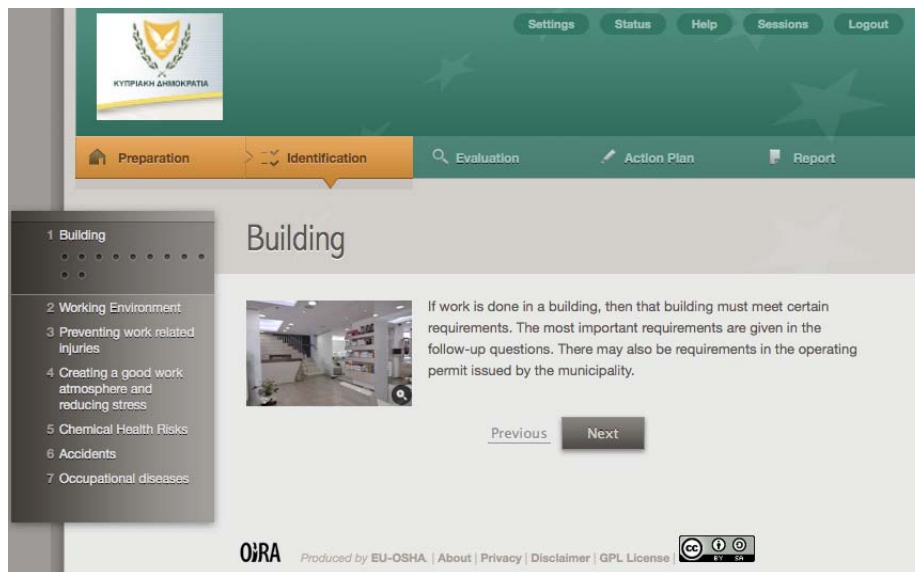 Settings Status Help Sessions Logout
ΚΥΠΡΙΑΚΗ ΔΗΜΟΚΡΑΤΙΑ
Preparation Identification Evaluation Action Plan Report
Building
1 Building
2 Working Environment
3 Preventing work related
injuries
4 Creating a good work
atmosphere and
reducing stress
5 Chemical Health Risks
6 Accidents
7 Occupational diseases
If work is done in a building, then that building must meet certain
requirements. The most important requirements are given in the
follow-up questions. There may also be requirements in the operating
permit issued by the municipality.
Previous Next
OiRA Produced by EU-OSHA. | About | Privacy | Disclaimer | GPL License |
cc BY SA